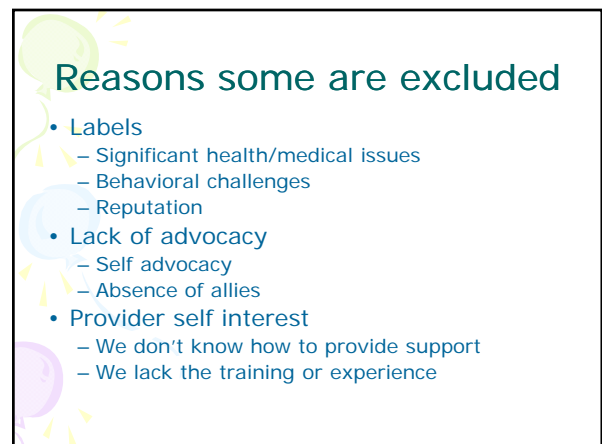 Reasons some are excluded
• Labels
– Significant health/medical issues
– Behavioral challenges
– Reputation
• Lack of advocacy
– Self advocacy
– Absence of allies
• Provider self interest
– We don't know how to provide support
– We lack the training or experience